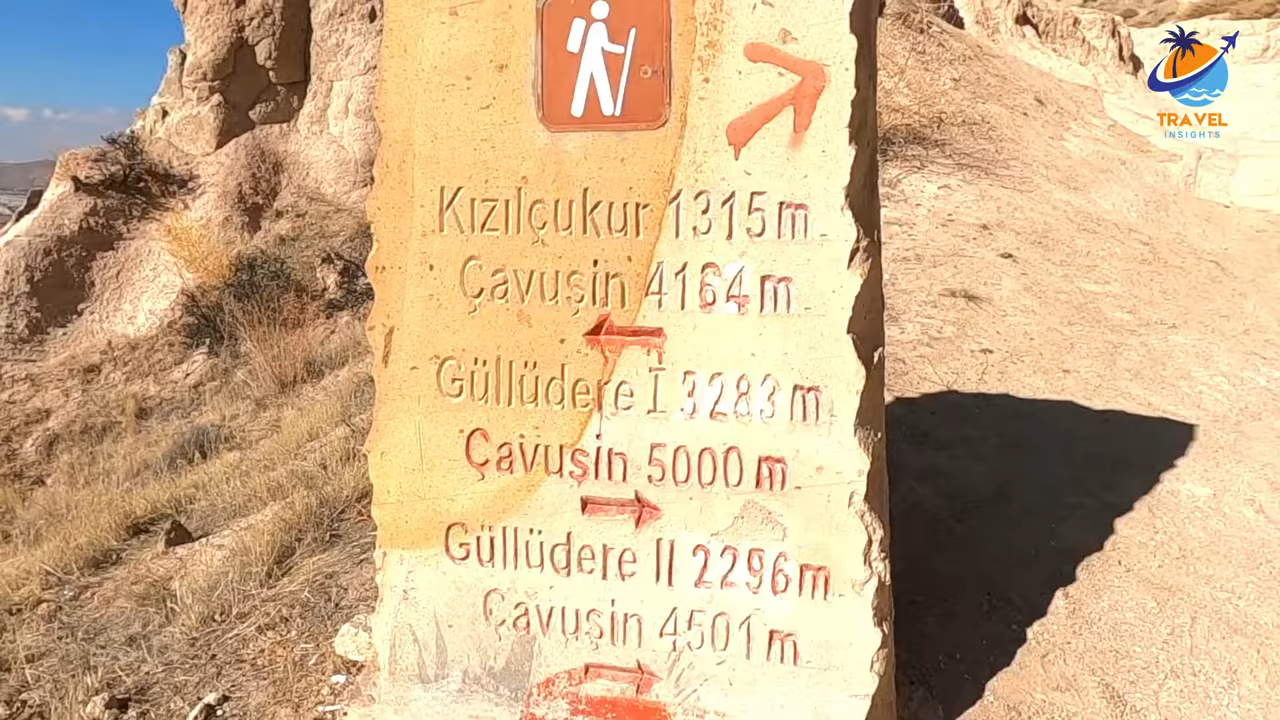 TRAVEL
INSIGHTS
Kızılçukur 1315 m
Çavuşin 4164 m
Güllüdere I 3283 m
Çavuşin 5000 m
Güllüdere II 2296 m
Çavuşin 4501 m